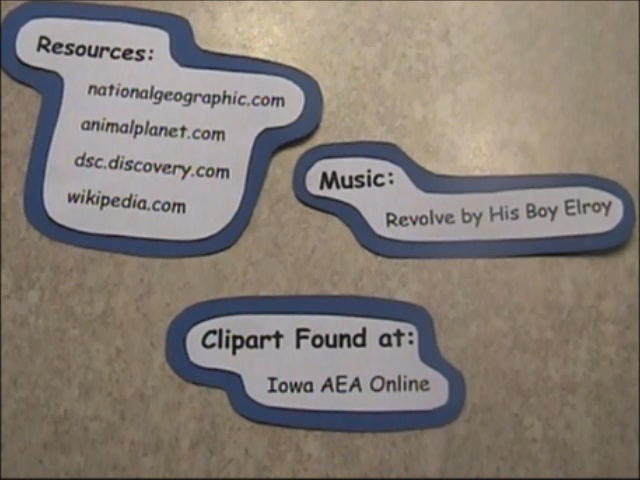 Resources:
nationalgeographic.com
animalplanet.com
dsc.discovery.com
wikipedia.com
Music:
Revolve by His Boy Elroy
Clipart Found at:
Iowa AEA Online